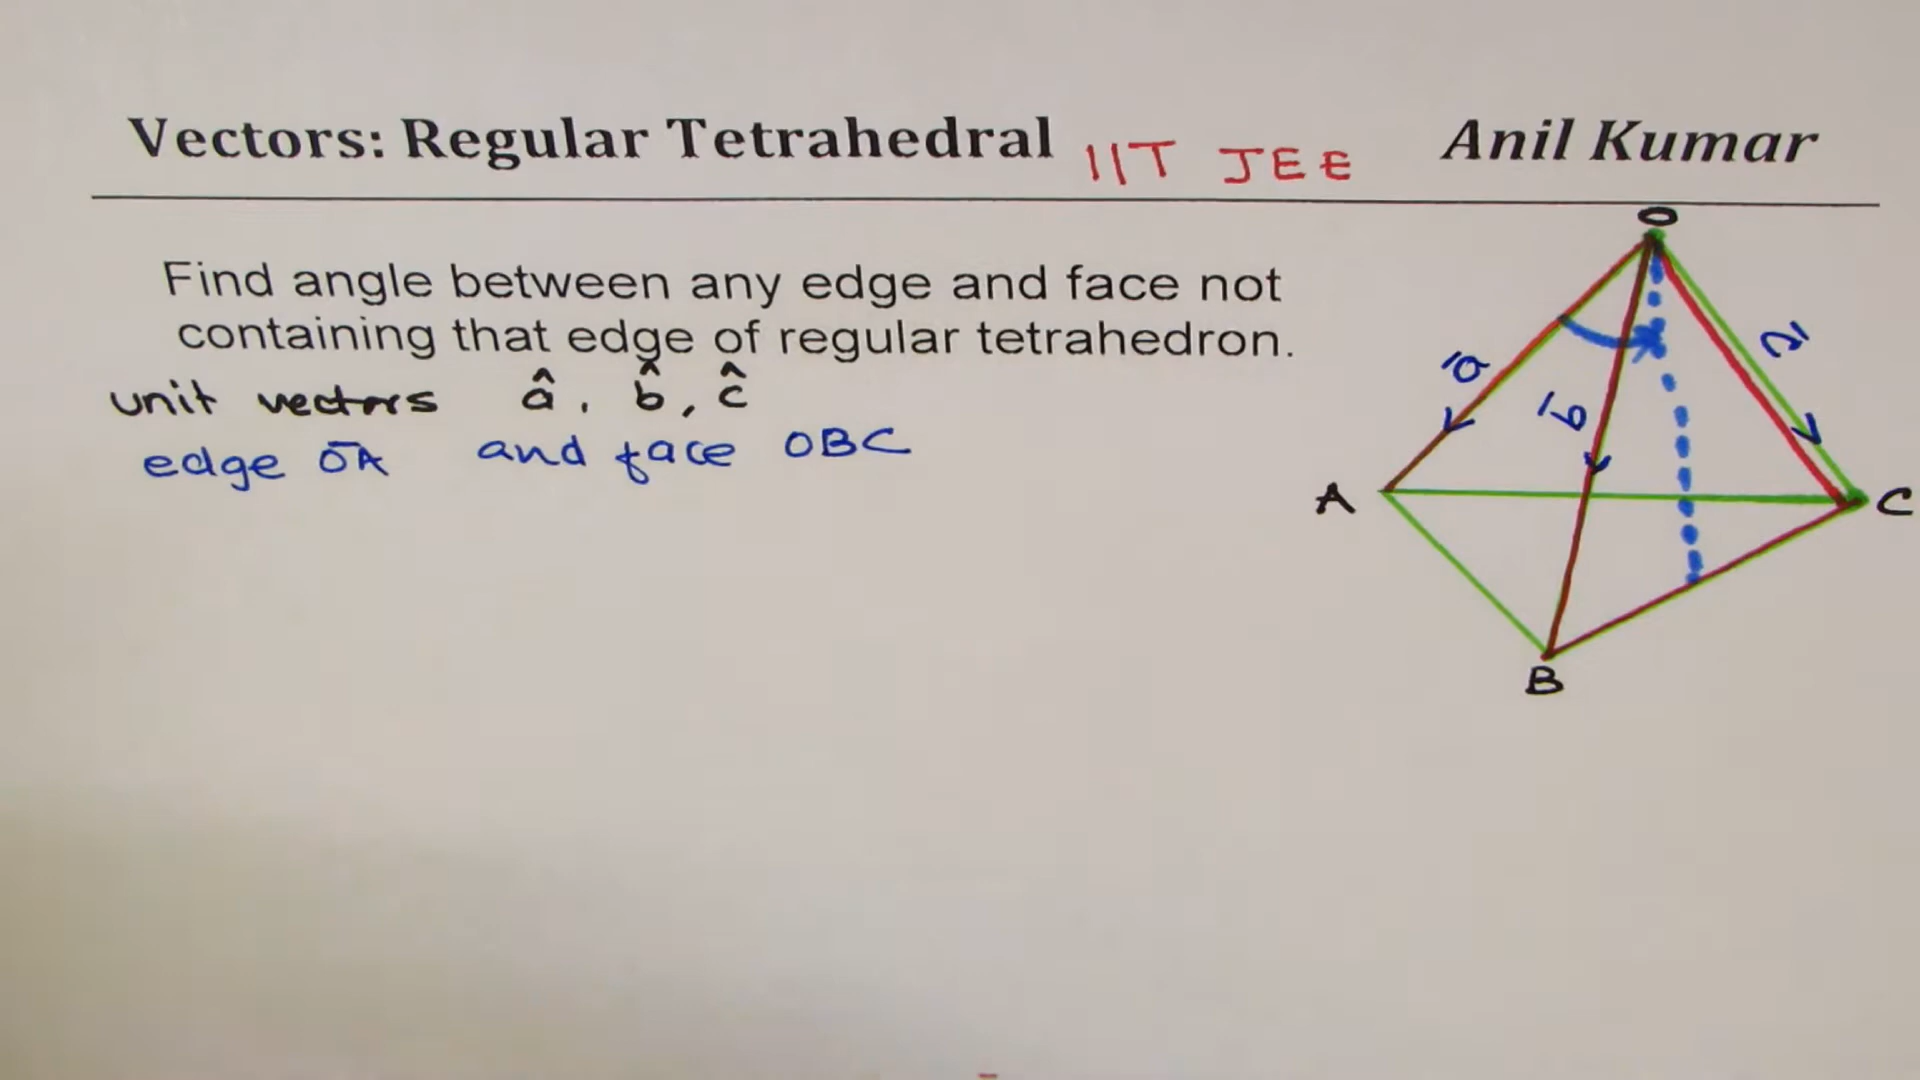 Vectors: Regular Tetrahedral IIT JEE Anil Kumar
Find angle between any edge and face not
containing that edge of regular tetrahedron.
unit vectors â, b̂, ĉ
edge O̅A̅ and face OBC
O
a̅
b̅
c̅
A
C
B